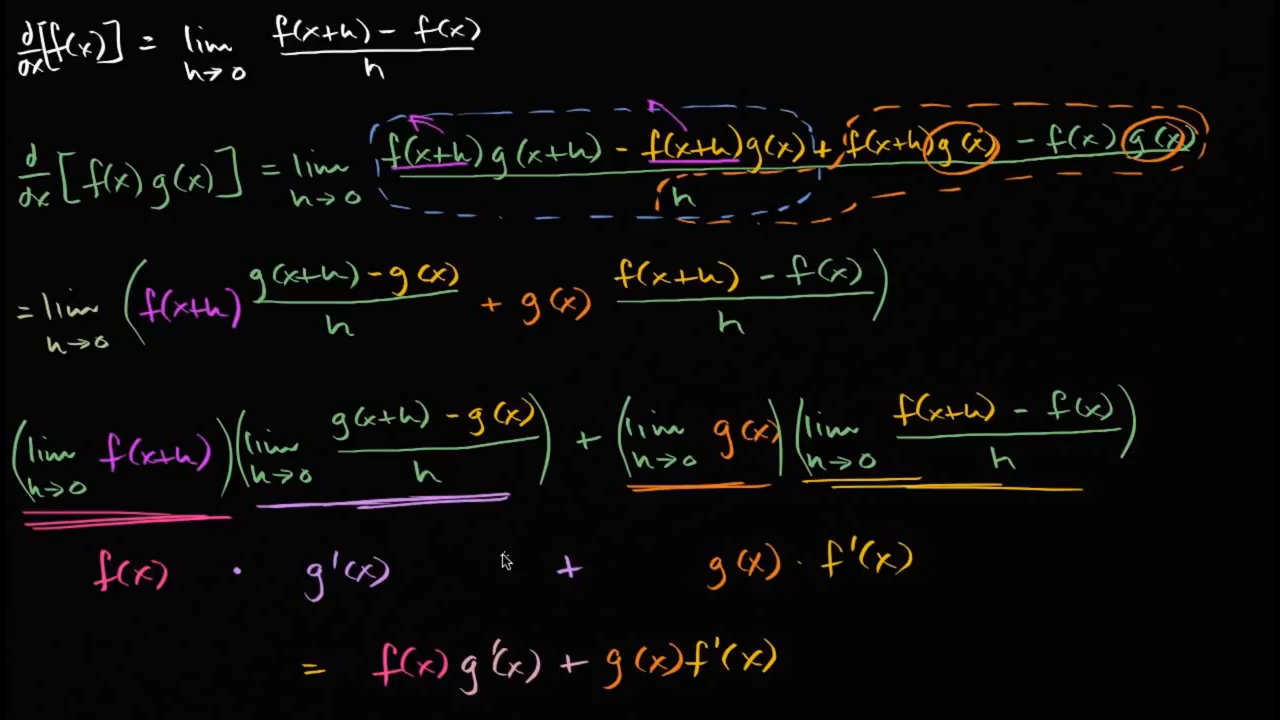 d/dx [f(x)] = lim h→0 (f(x+h) - f(x)) / h
d/dx [f(x) g(x)] = lim h→0 (f(x+h) g(x+h) - f(x+h) g(x) + f(x+h) g(x) - f(x) g(x)) / h
= lim h→0 ( f(x+h) (g(x+h) - g(x)) / h + g(x) (f(x+h) - f(x)) / h )
(lim h→0 f(x+h)) (lim h→0 (g(x+h) - g(x)) / h) + (lim h→0 g(x)) (lim h→0 (f(x+h) - f(x)) / h)
f(x) · g'(x) + g(x) · f'(x)
= f(x) g'(x) + g(x) f'(x)